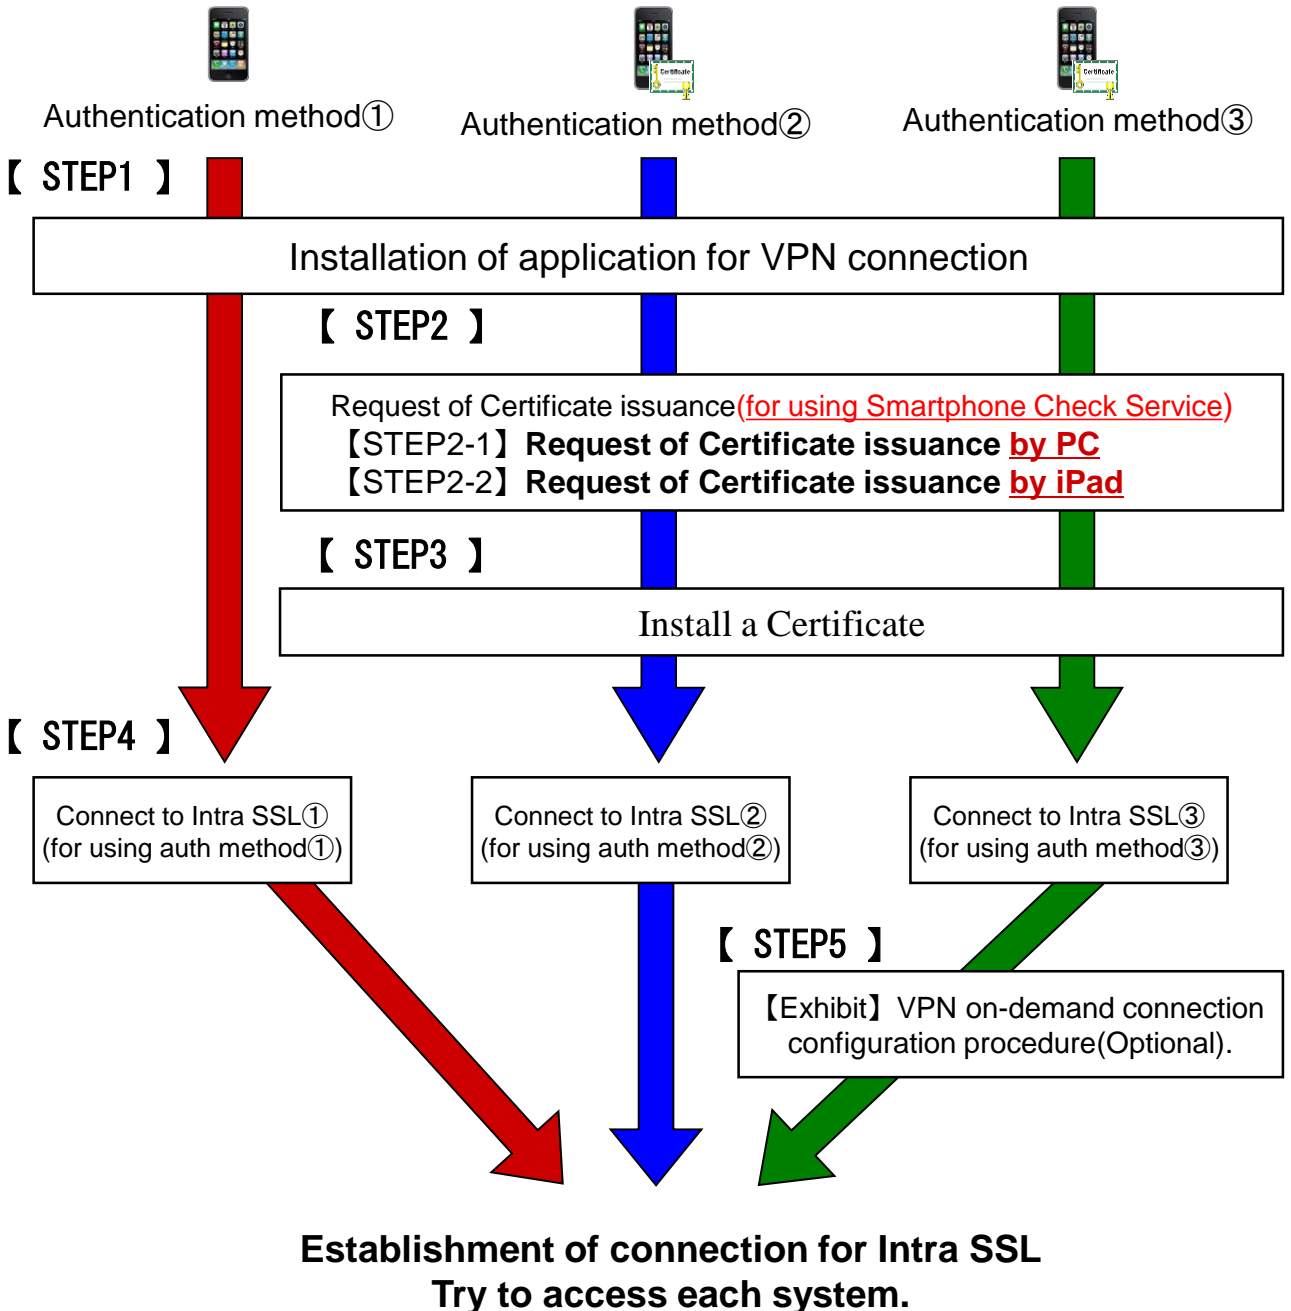 Certificate
Certificate
Authentication method①
Authentication method②
Authentication method③
【 STEP1 】
Installation of application for VPN connection
【 STEP2 】
Request of Certificate issuance(for using Smartphone Check Service)
【STEP2-1】Request of Certificate issuance by PC
【STEP2-2】Request of Certificate issuance by iPad
【 STEP3 】
Install a Certificate
【 STEP4 】
Connect to Intra SSL①
(for using auth method①)
Connect to Intra SSL②
(for using auth method②)
Connect to Intra SSL③
(for using auth method③)
【 STEP5 】
【Exhibit】VPN on-demand connection
configuration procedure(Optional).
Establishment of connection for Intra SSL
Try to access each system.